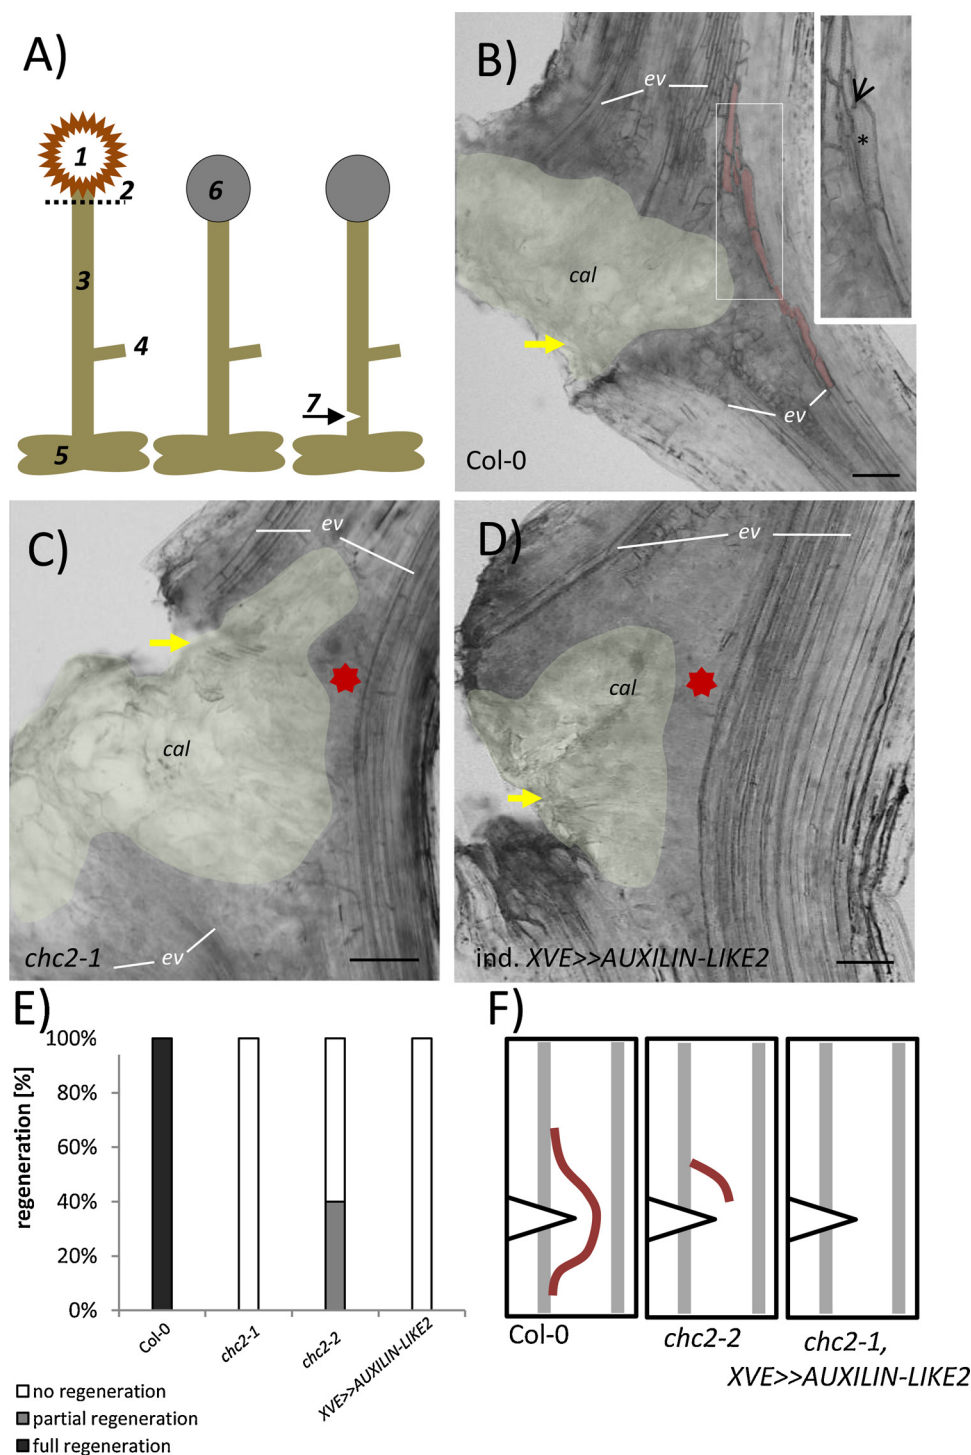 A)
1
2
3
4
5
6
7
B)
ev
cal
ev
Col-0
C)
ev
cal
ev
chc2-1
D)
ev
cal
ind. XVE>>AUXILIN-LIKE2
E)
regeneration [%]
100%
80%
60%
40%
20%
0%
Col-0
chc2-1
chc2-2
XVE>>AUXILIN-LIKE2
no regeneration
partial regeneration
full regeneration
F)
Col-0
chc2-2
chc2-1,
XVE>>AUXILIN-LIKE2